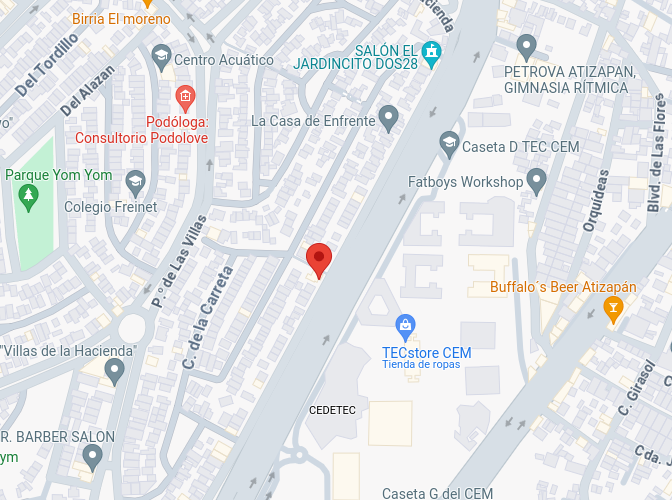 Birria El moreno
Hacienda
SALÓN EL
JARDINCITO DOS28
Centro Acuático
Del Tordillo
Del Alazan
PETROVA ATIZAPAN,
GIMNASIA RÍTMICA
Podóloga:
Consultorio Podolove
La Casa de Enfrente
Caseta D TEC CEM
Blvd. de Las Flores
Parque Yom Yom
Colegio Freinet
Fatboys Workshop
Orquídeas
P.º de Las Villas
C. de la Carreta
Buffalo´s Beer Atizapán
TECstore CEM
Tienda de ropas
"Villas de la Hacienda"
C. Girasol
CEDETEC
R. BARBER SALON
ym
Cda. J
Caseta G del CEM